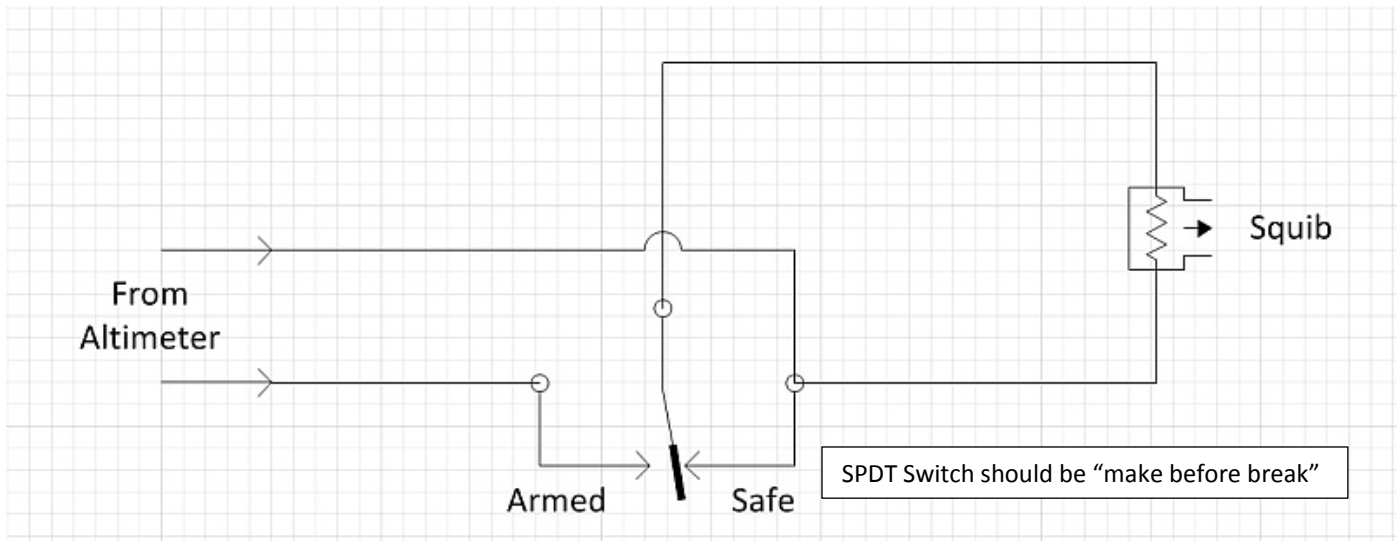 Squib
From
Altimeter
SPDT Switch should be “make before break”
Armed
Safe